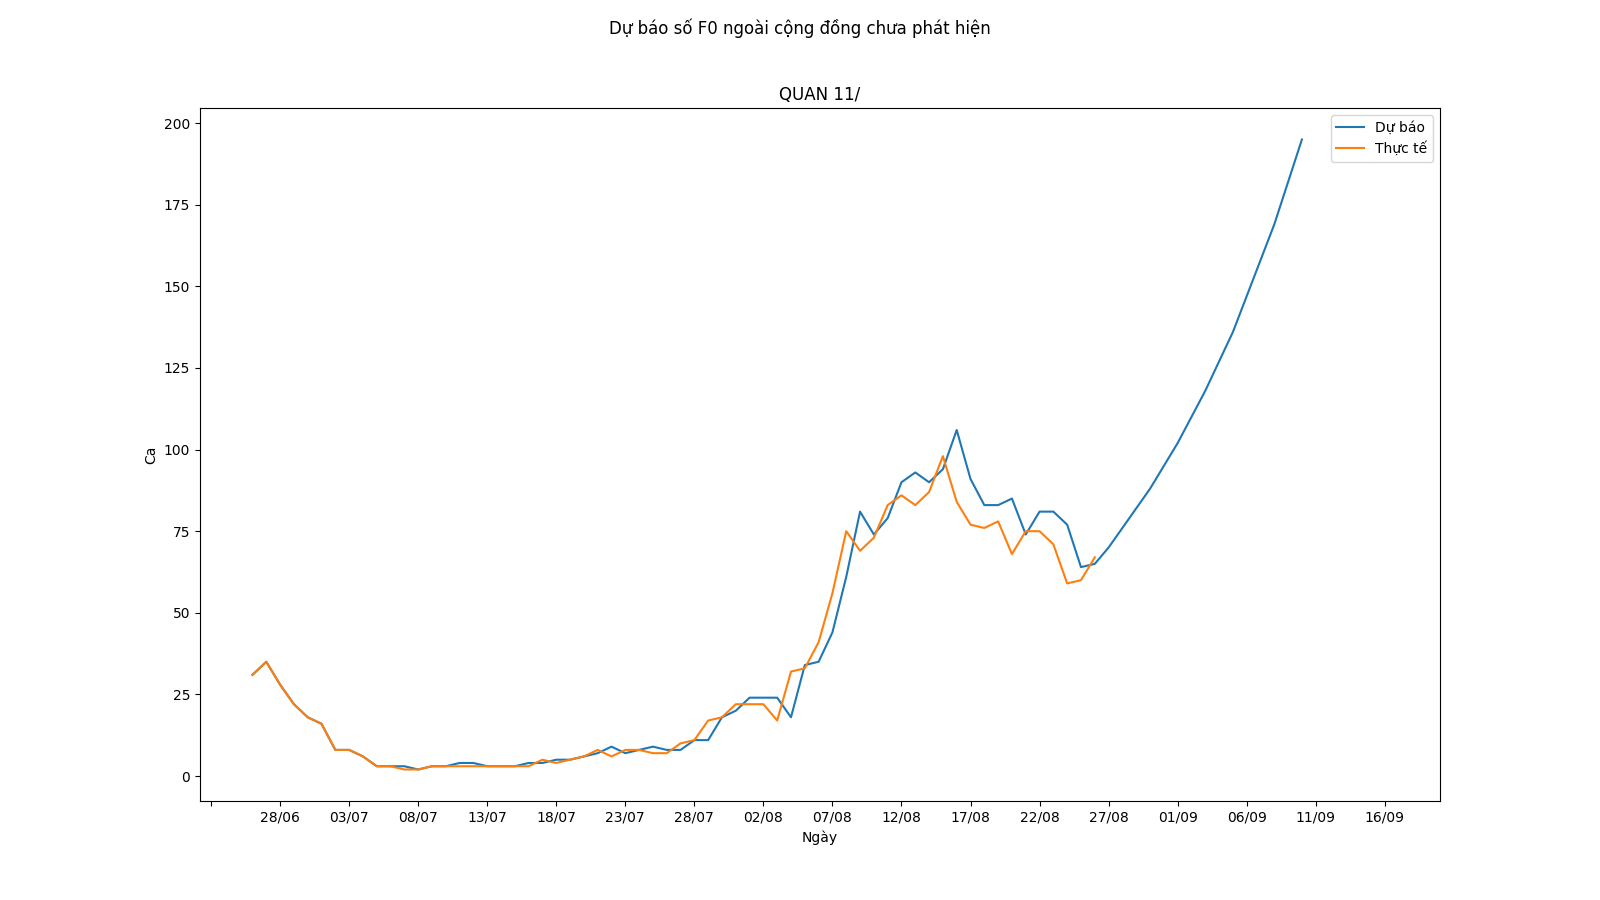 Dự báo số F0 ngoài cộng đồng chưa phát hiện
QUAN 11/
Dự báo
Thực tế
200
175
150
125
100
75
50
25
0
Ca
28/06 03/07 08/07 13/07 18/07 23/07 28/07 02/08 07/08 12/08 17/08 22/08 27/08 01/09 06/09 11/09 16/09
Ngày